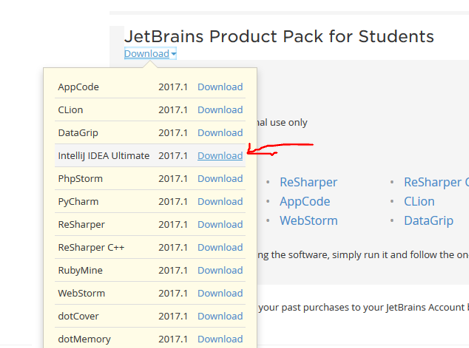 JetBrains Product Pack for Students
Download
AppCode 2017.1 Download
CLion 2017.1 Download
DataGrip 2017.1 Download
IntelliJ IDEA Ultimate 2017.1 Download
PhpStorm 2017.1 Download
PyCharm 2017.1 Download
ReSharper 2017.1 Download
ReSharper C++ 2017.1 Download
RubyMine 2017.1 Download
WebStorm 2017.1 Download
dotCover 2017.1 Download
dotMemory 2017.1 Download
nal use only
• ReSharper • ReSharper C
• AppCode • CLion
• WebStorm • DataGrip
ng the software, simply run it and follow the on
your past purchases to your JetBrains Account